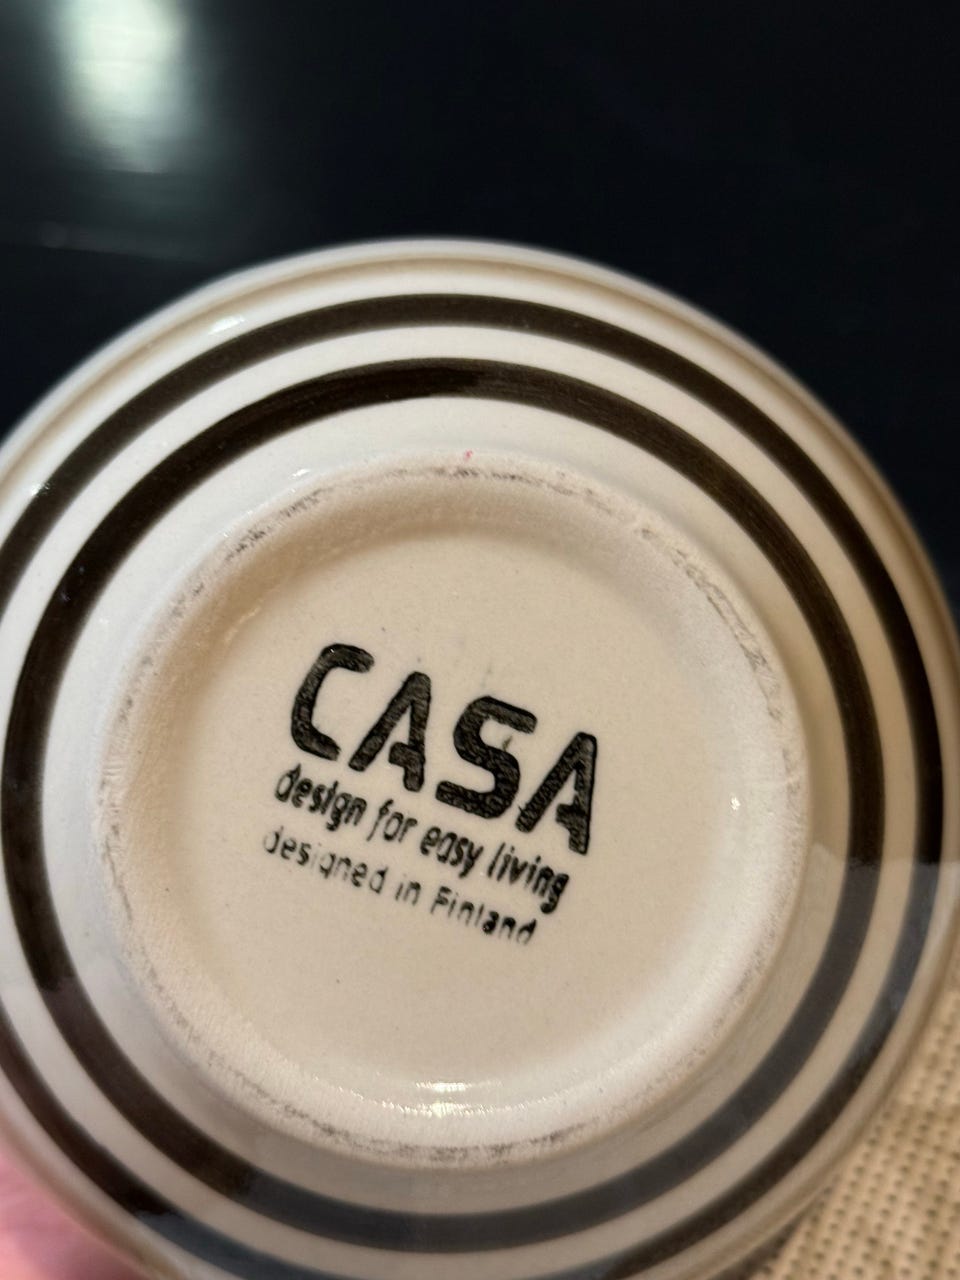 CASA
design for easy living
designed in Finland